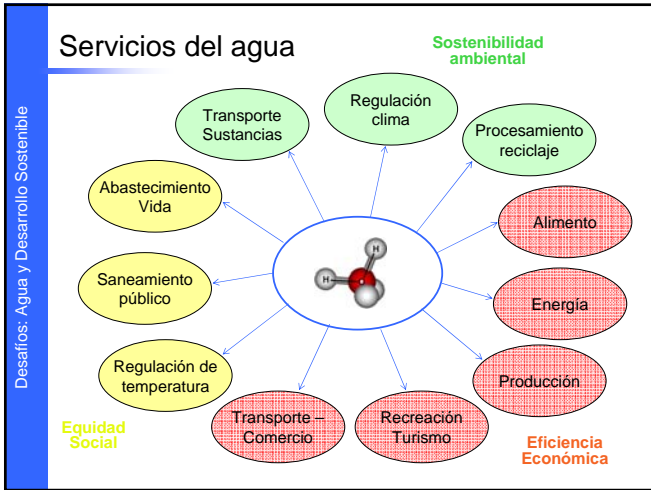 Servicios del agua
Sostenibilidad
ambiental
Desafíos: Agua y Desarrollo Sostenible
Transporte
Sustancias
Regulación
clima
Procesamiento
reciclaje
Abastecimiento
Vida
Alimento
H
H
Saneamiento
público
Energía
Regulación de
temperatura
Producción
Transporte –
Comercio
Recreación
Turismo
Equidad
Social
Eficiencia
Económica